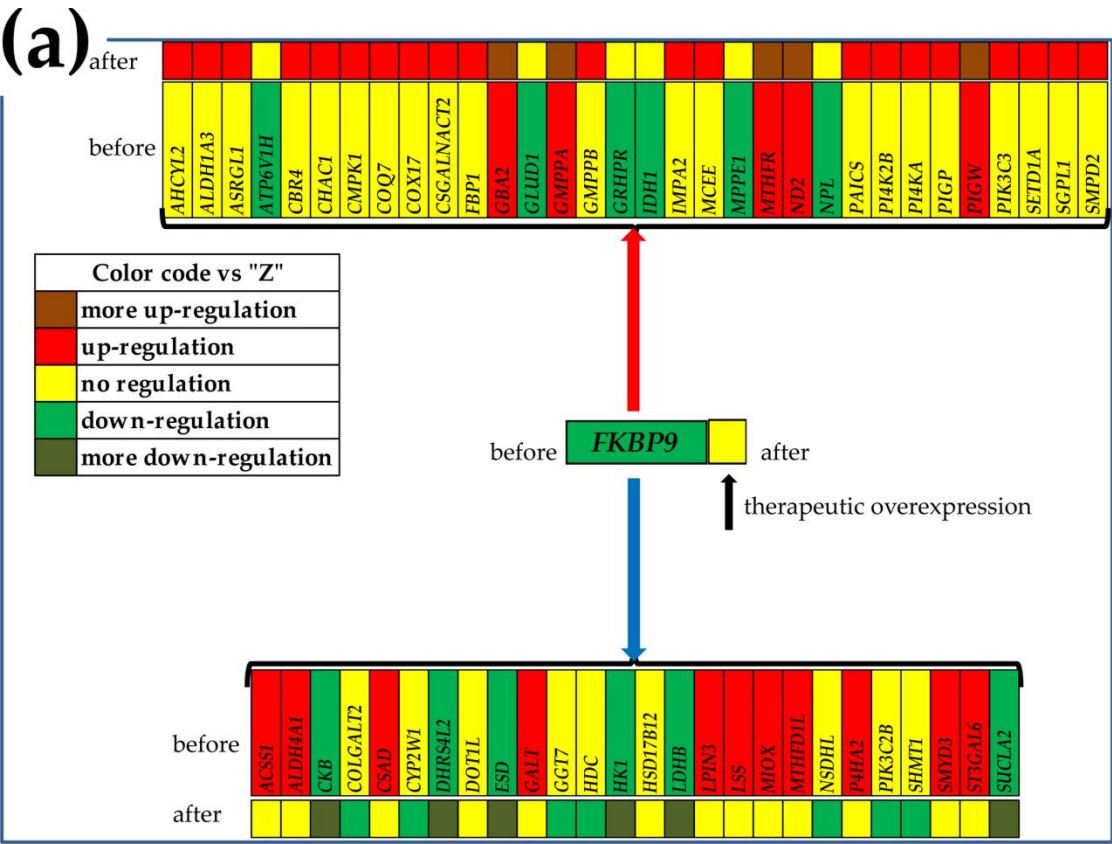 (a)
after
before
AHCYL2
ALDH1A3
ASRGL1
ATP6V1H
CBR4
CHAC1
CMPK1
COQ7
COX17
CSGALNACT2
FBP1
GBA2
GLUD1
GMPPA
GMPPB
GRHPR
IDH1
IMPA2
MCEE
MPPE1
MTHFR
ND2
NPL
PAICS
PI4K2B
PI4KA
PIGP
PIGW
PIK3C3
SETD1A
SGPL1
SMPD2
Color code vs "Z"
more up-regulation
up-regulation
no regulation
down-regulation
more down-regulation
before FKBP9 after
therapeutic overexpression
before
ACSS1
ALDH4A1
CKB
COLGALT2
CSAD
CYP2W1
DHRS4L2
DOT1L
ESD
GALT
GGT7
HDC
HK1
HSD17B12
LDHB
LPIN3
LSS
MIOX
MTHFD1L
NSDHL
P4HA2
PIK3C2B
SHMT1
SMYD3
ST3GAL6
SUCLA2
after